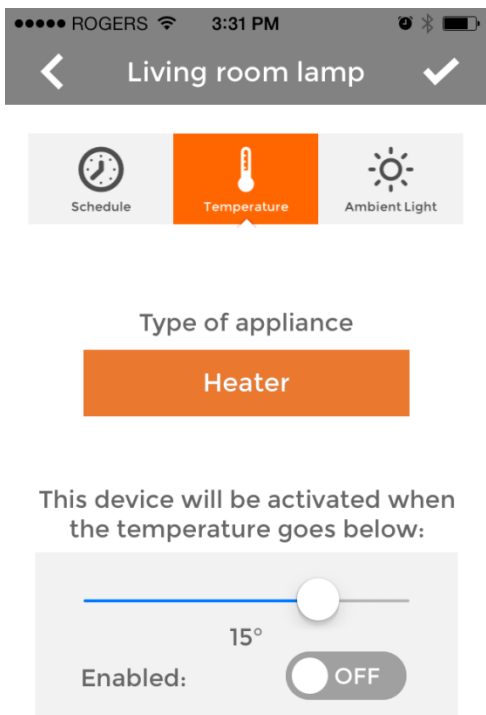 ROGERS 3:31 PM
Living room lamp
Schedule Temperature Ambient Light
Type of appliance
Heater
This device will be activated when
the temperature goes below:
15°
Enabled: OFF